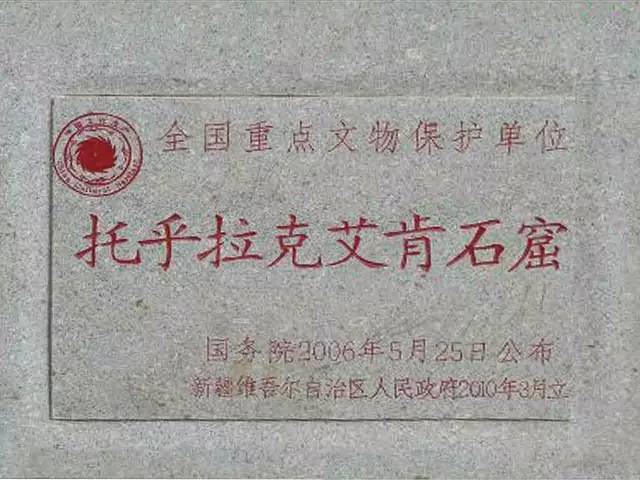 全国重点文物保护单位
托乎拉克艾肯石窟
国务院2006年5月25日公布
新疆维吾尔自治区人民政府2010年3月立